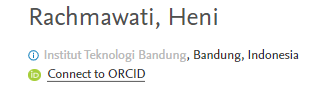 Rachmawati, Heni
Institut Teknologi Bandung, Bandung, Indonesia
Connect to ORCID